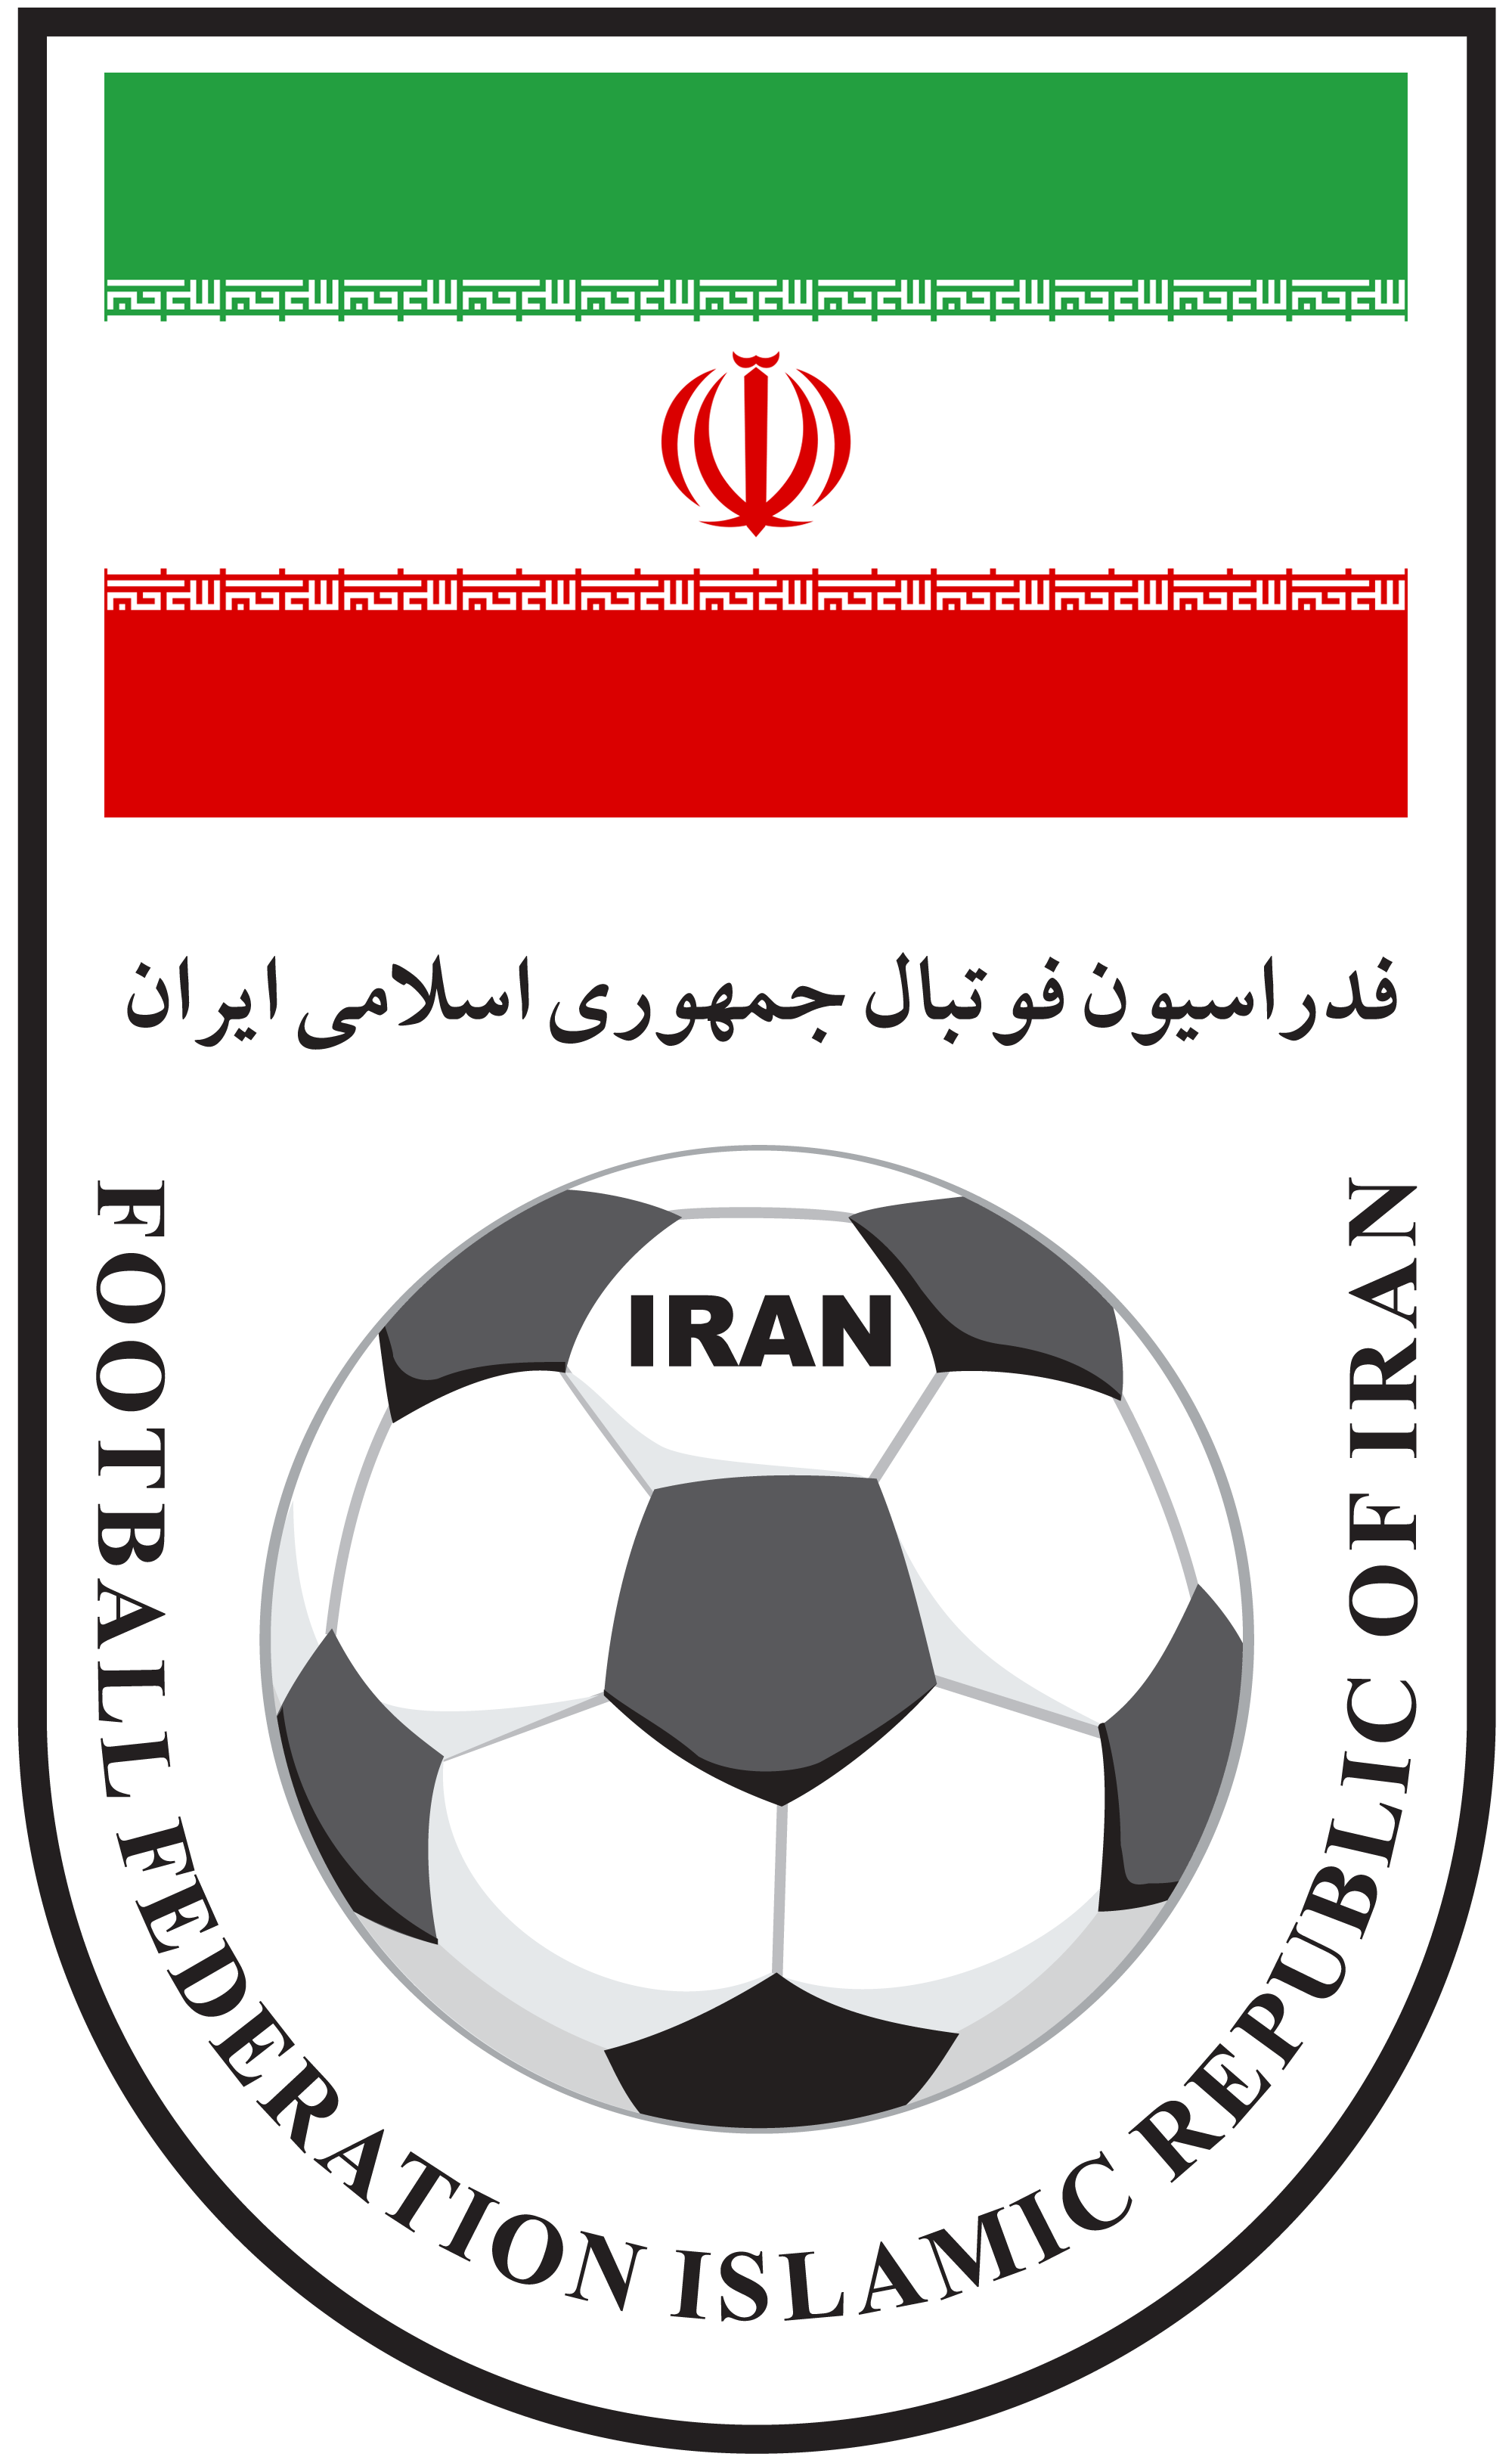 فدراسیون فوتبال جمهوری اسلامی ایران
IRAN
FOOTBALL FEDERATION ISLAMIC REPUBLIC OF IRAN